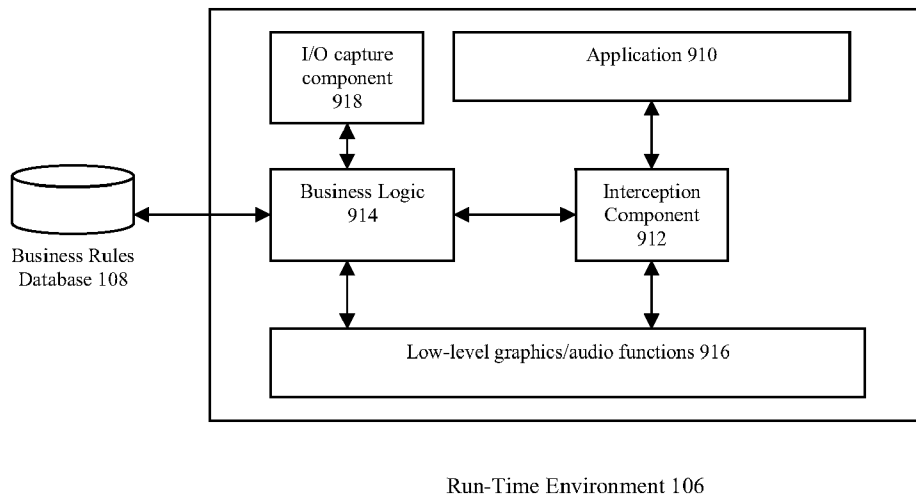 I/O capture
component
918
Application 910
Business Logic
914
Interception
Component
912
Business Rules
Database 108
Low-level graphics/audio functions 916
Run-Time Environment 106